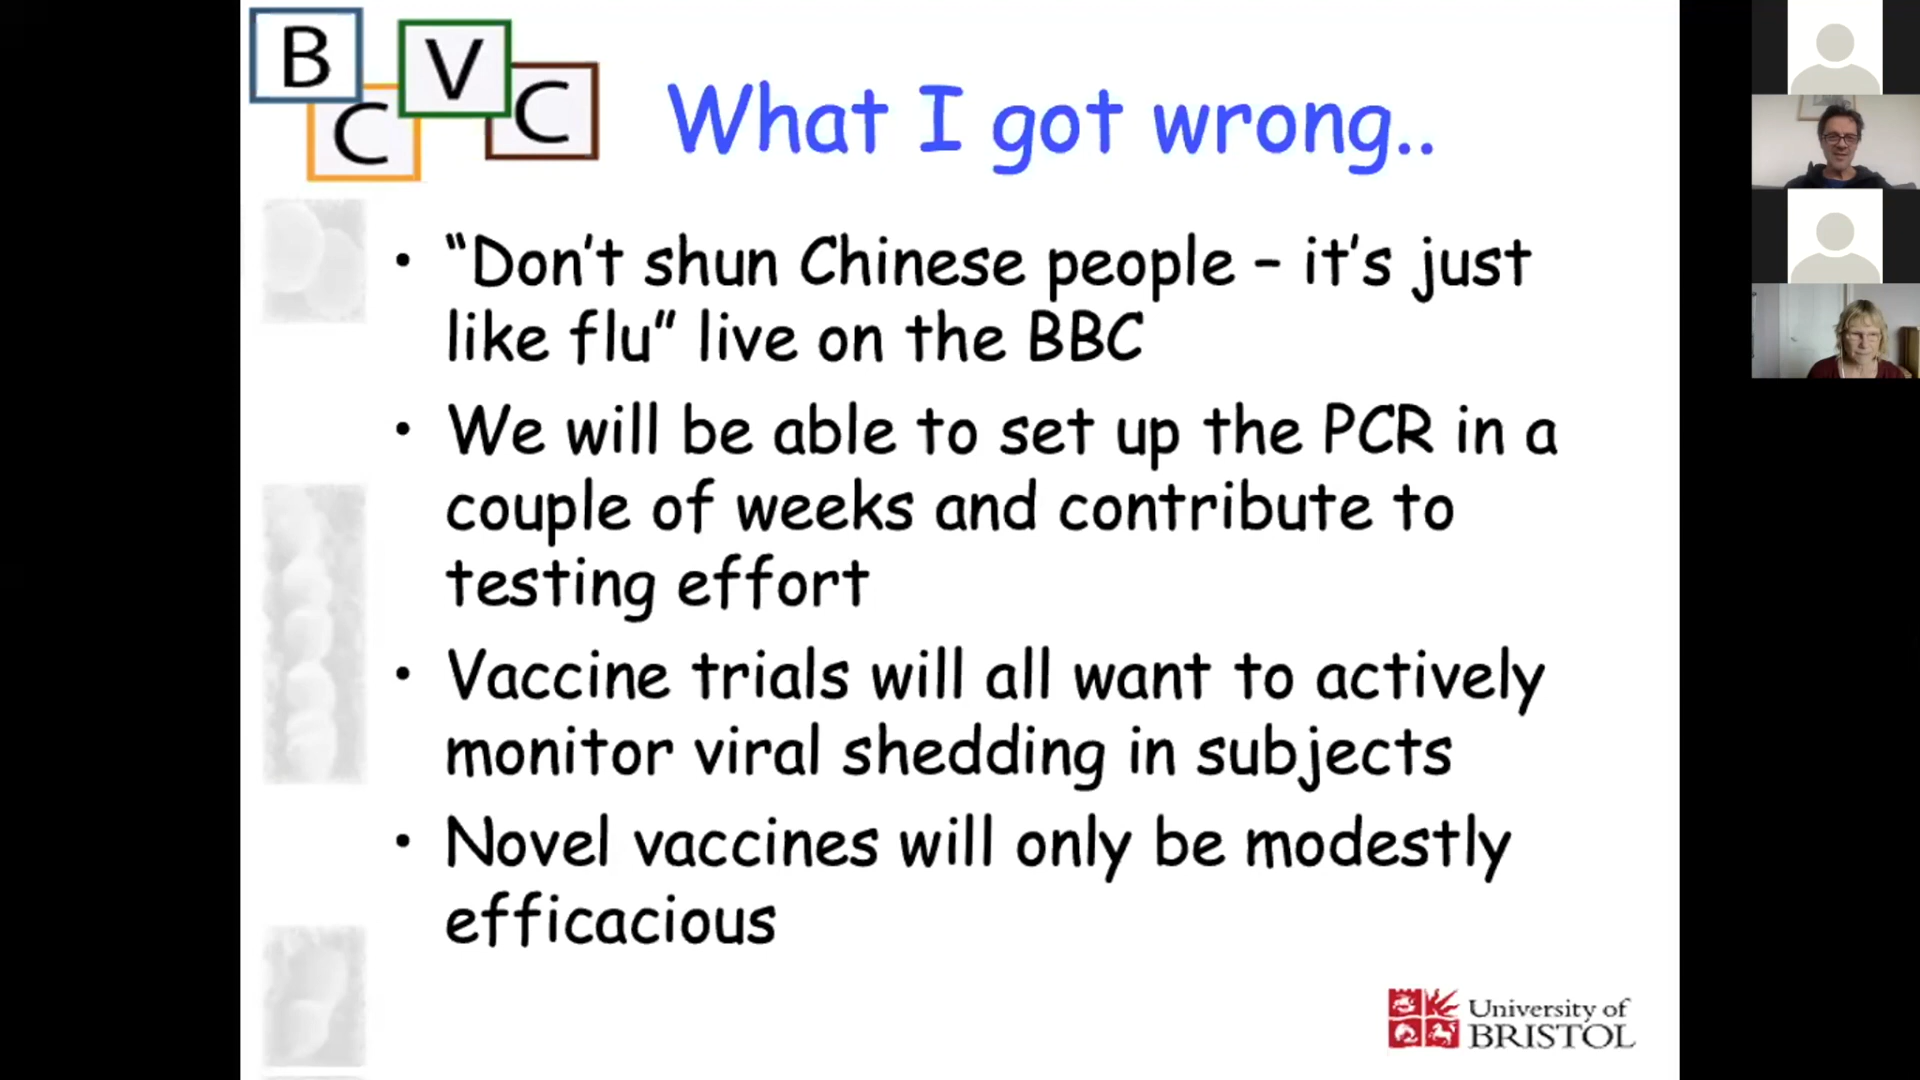 B
C
V
C
What I got wrong..
• “Don’t shun Chinese people – it’s just
like flu” live on the BBC
• We will be able to set up the PCR in a
couple of weeks and contribute to
testing effort
• Vaccine trials will all want to actively
monitor viral shedding in subjects
• Novel vaccines will only be modestly
efficacious
University of
BRISTOL